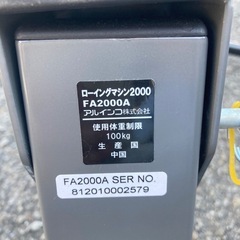 ローイングマシン2000
FA2000A
アルインコ株式会社
使用体重制限
100kg
生産国
中国
FA2000A SER NO.
812010002579